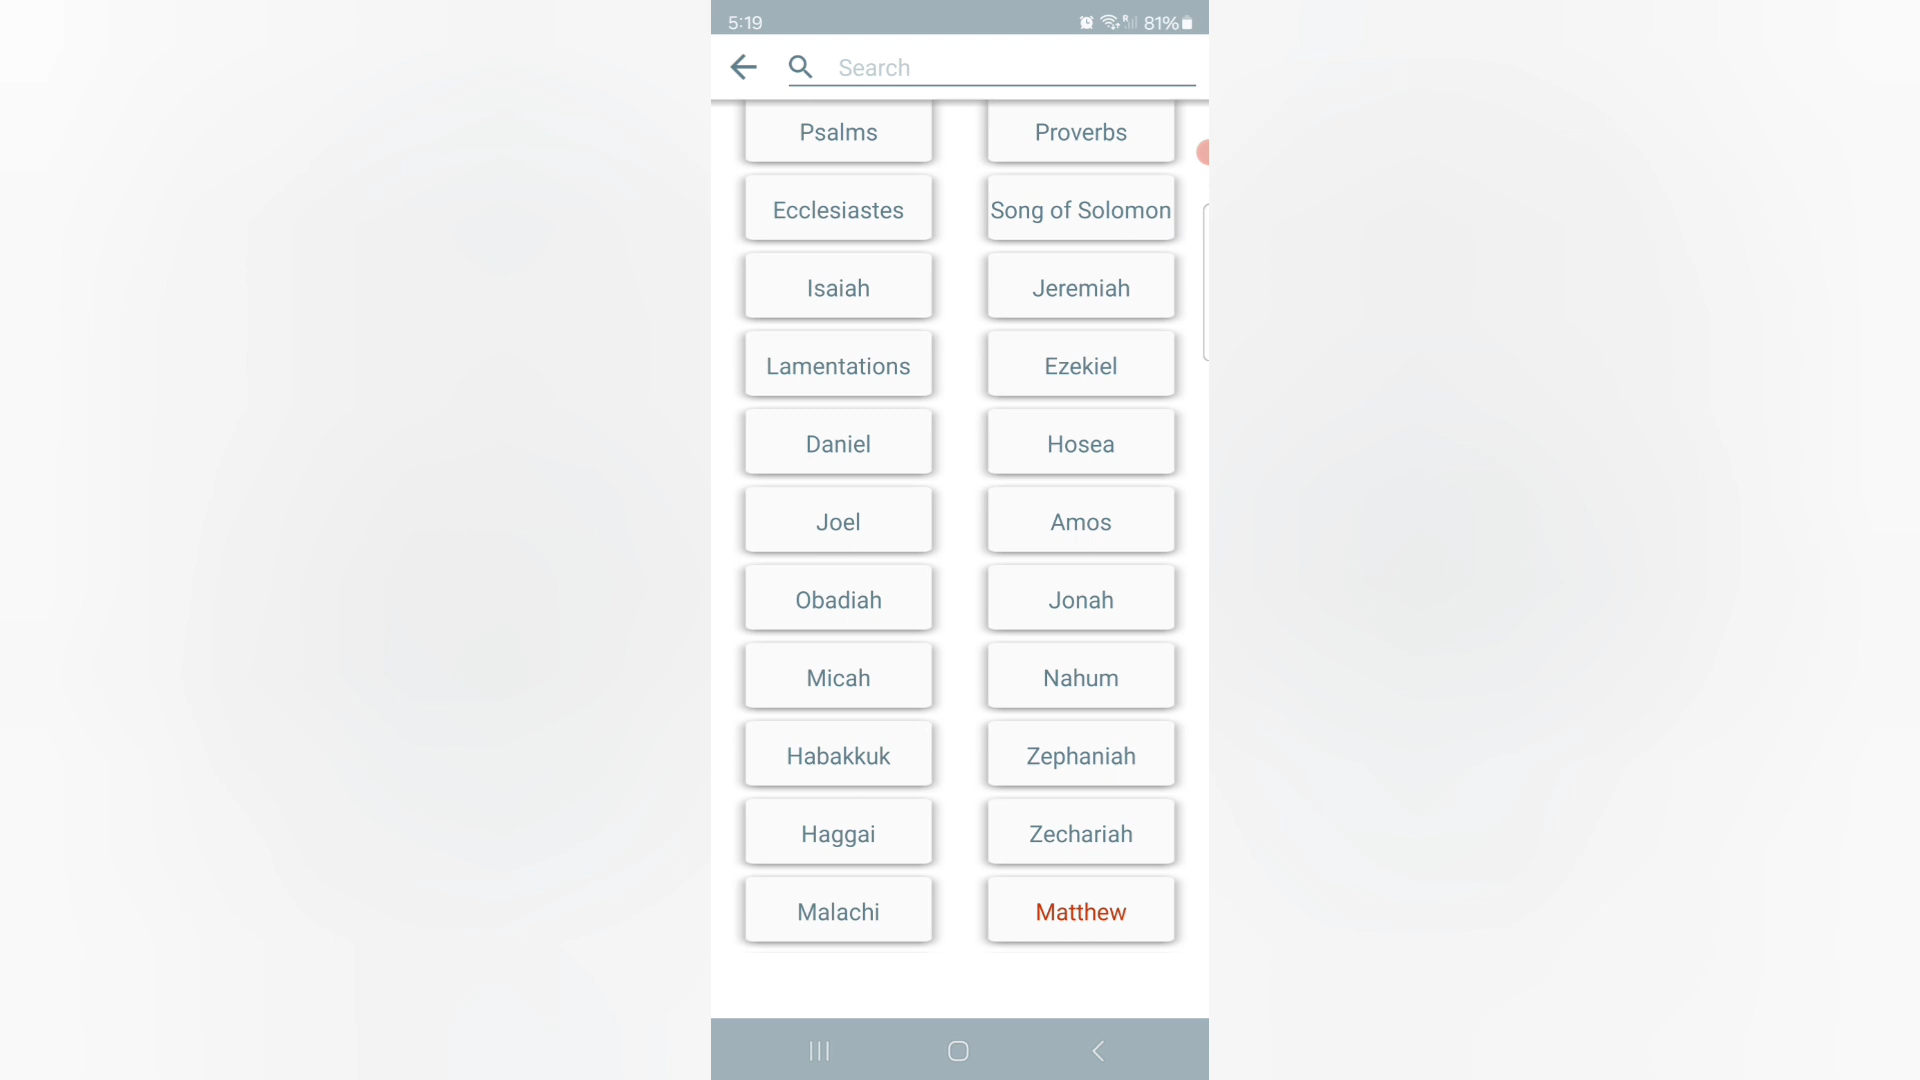 5:19
R 81%
Search
Psalms Proverbs
Ecclesiastes Song of Solomon
Isaiah Jeremiah
Lamentations Ezekiel
Daniel Hosea
Joel Amos
Obadiah Jonah
Micah Nahum
Habakkuk Zephaniah
Haggai Zechariah
Malachi Matthew